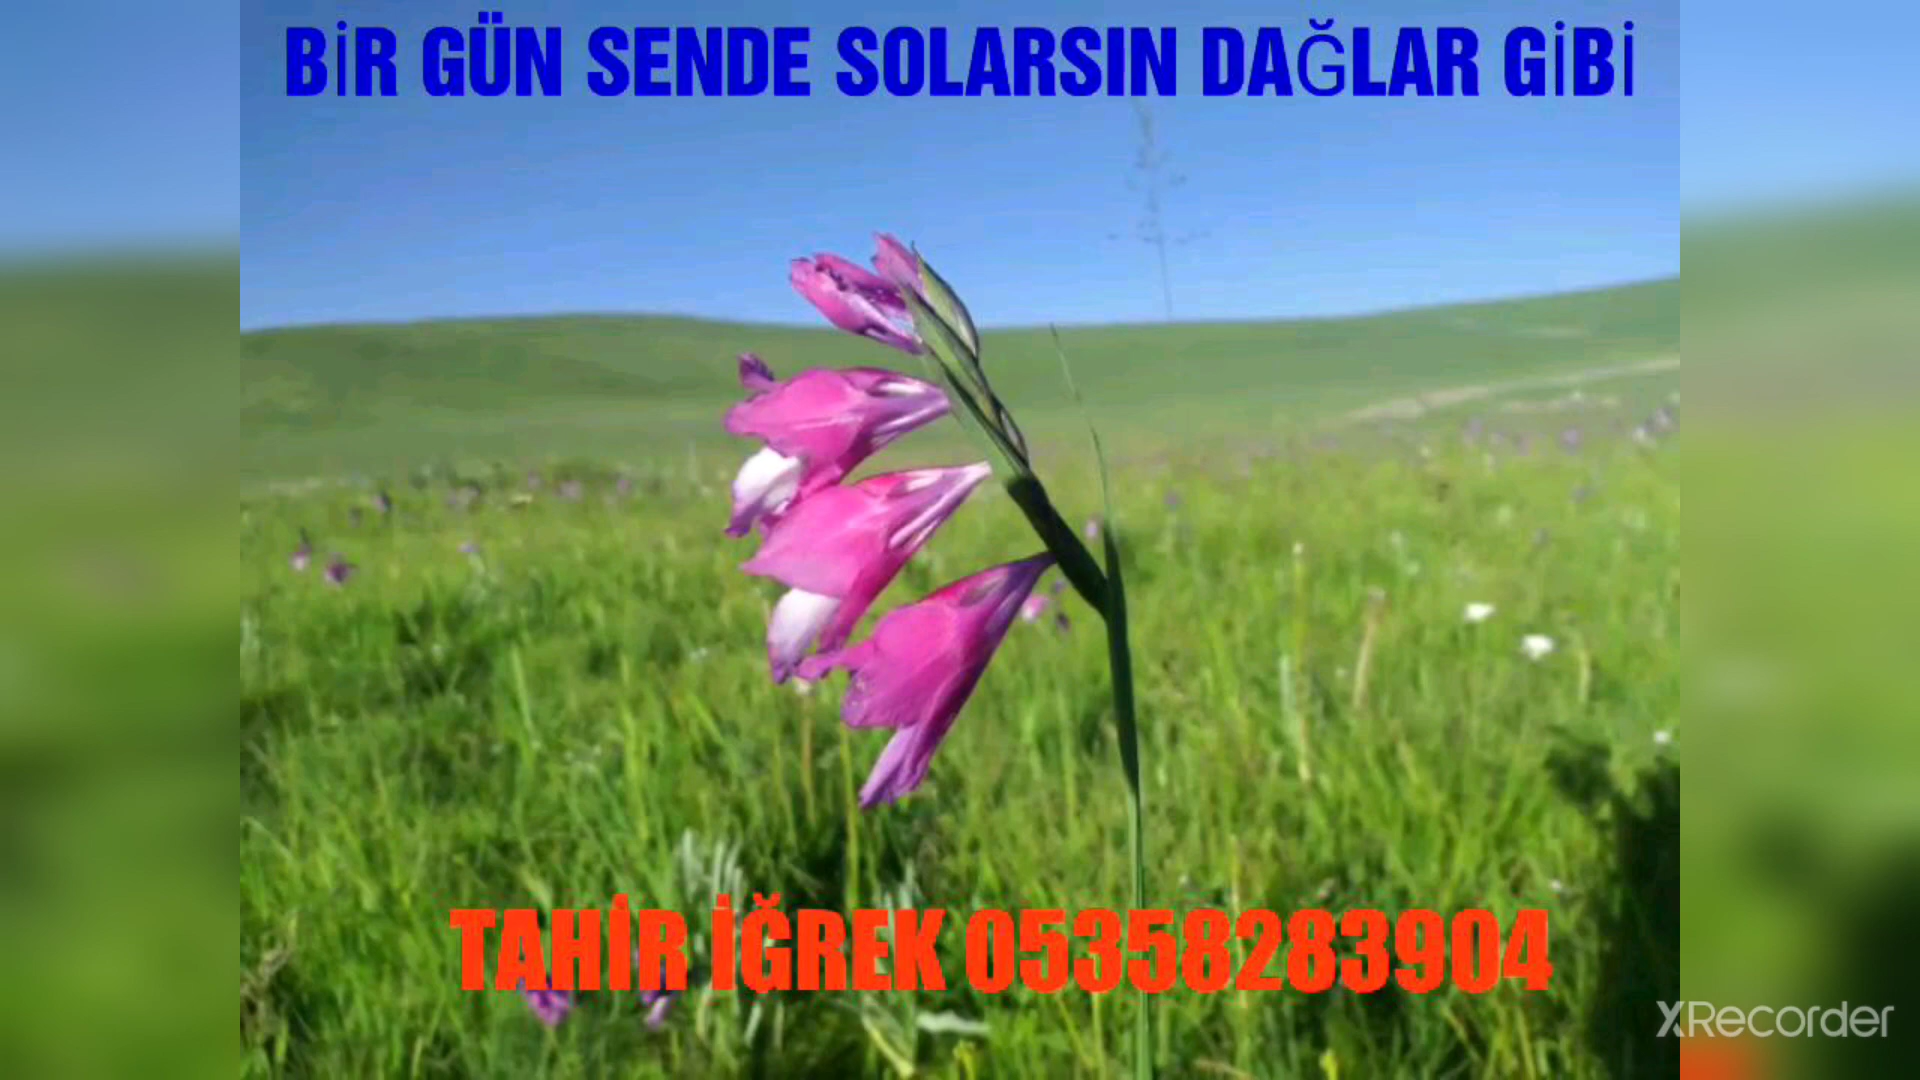 BİR GÜN SENDE SOLARSIN DAĞLAR GİBİ
TAHİR İĞREK 05358283904
XRecorder